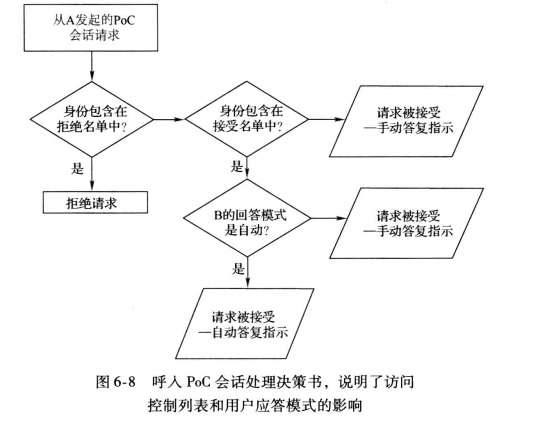 从A发起的PoC
会话请求
身份包含在
拒绝名单中?
身份包含在
接受名单中?
请求被接受
—手动答复指示
是
是
拒绝请求
B的回答模式
是自动?
请求被接受
—手动答复指示
是
请求被接受
—自动答复指示
图 6-8 呼入 PoC 会话处理决策书，说明了访问
控制列表和用户应答模式的影响